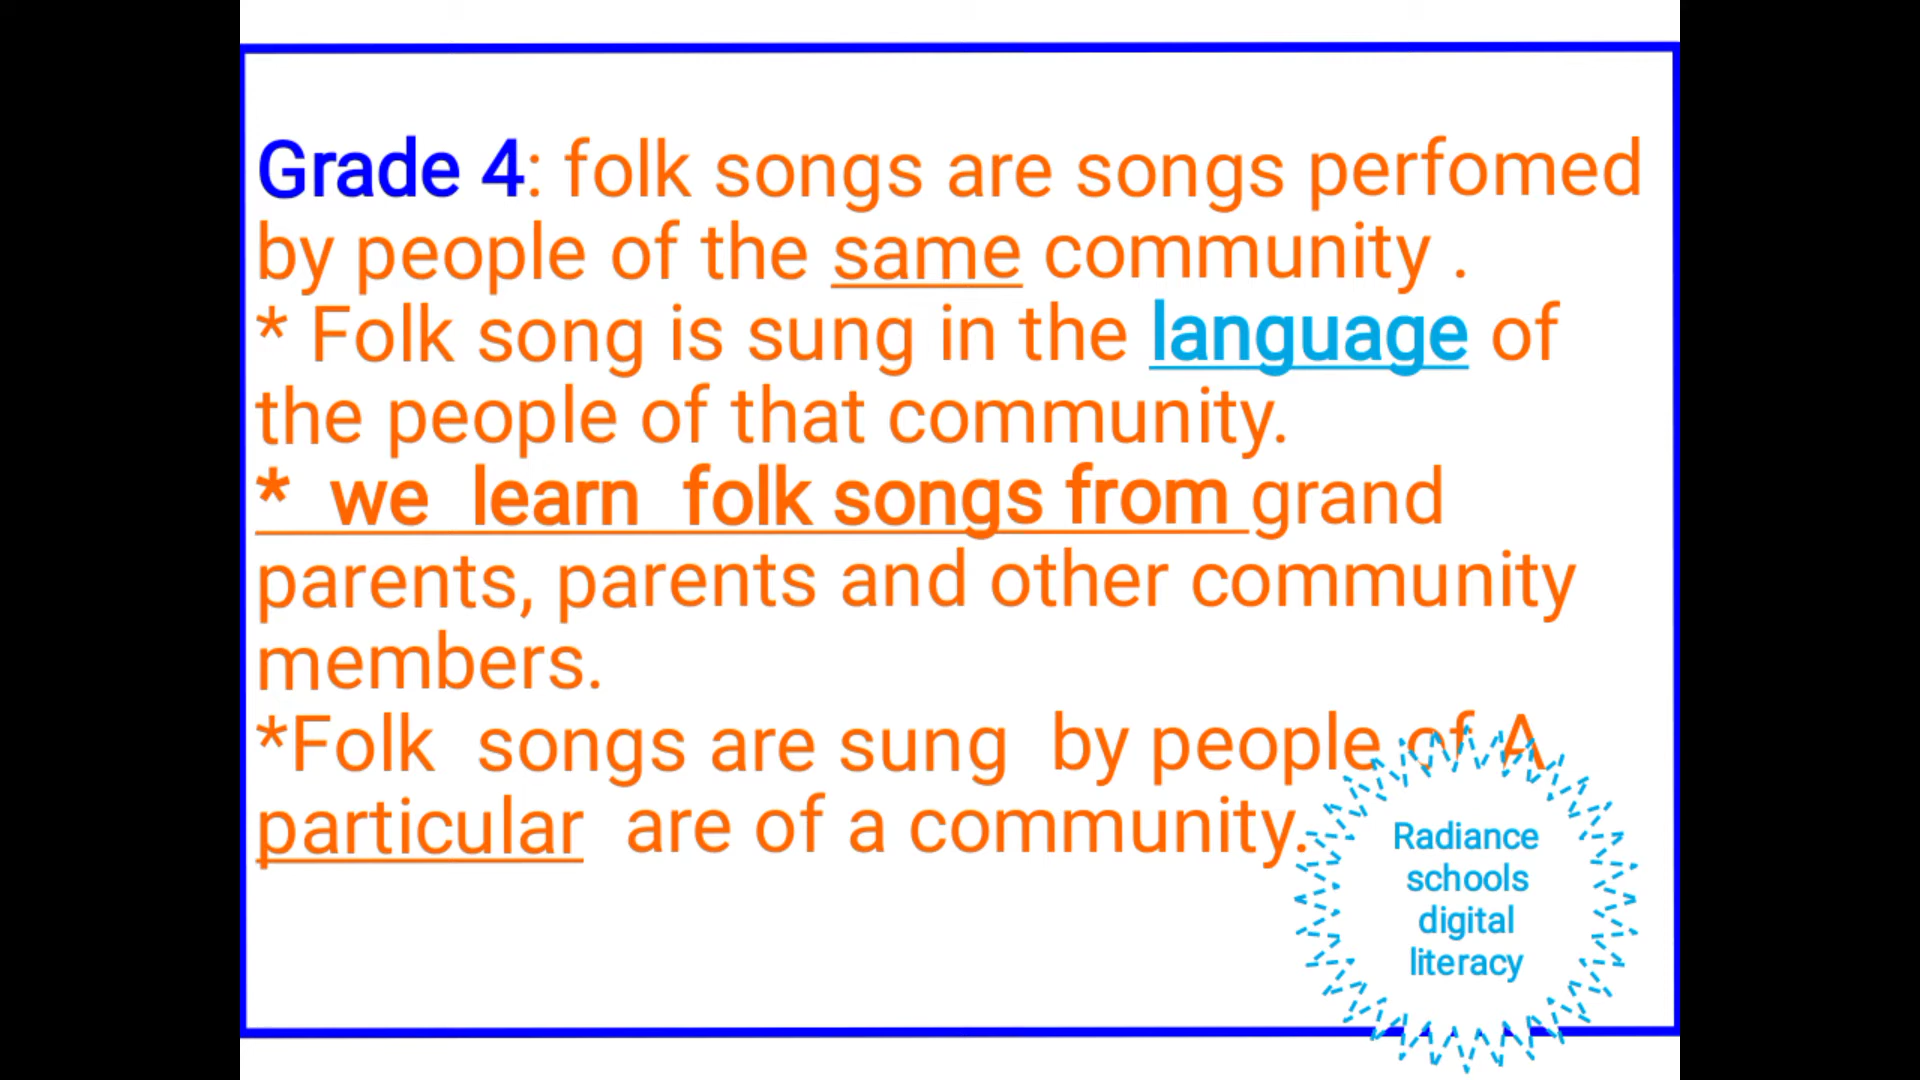 Grade 4: folk songs are songs perfomed
by people of the same community .
* Folk song is sung in the language of
the people of that community.
* we learn folk songs from grand
parents, parents and other community
members.
*Folk songs are sung by people of A
particular are of a community.
Radiance
schools
digital
literacy